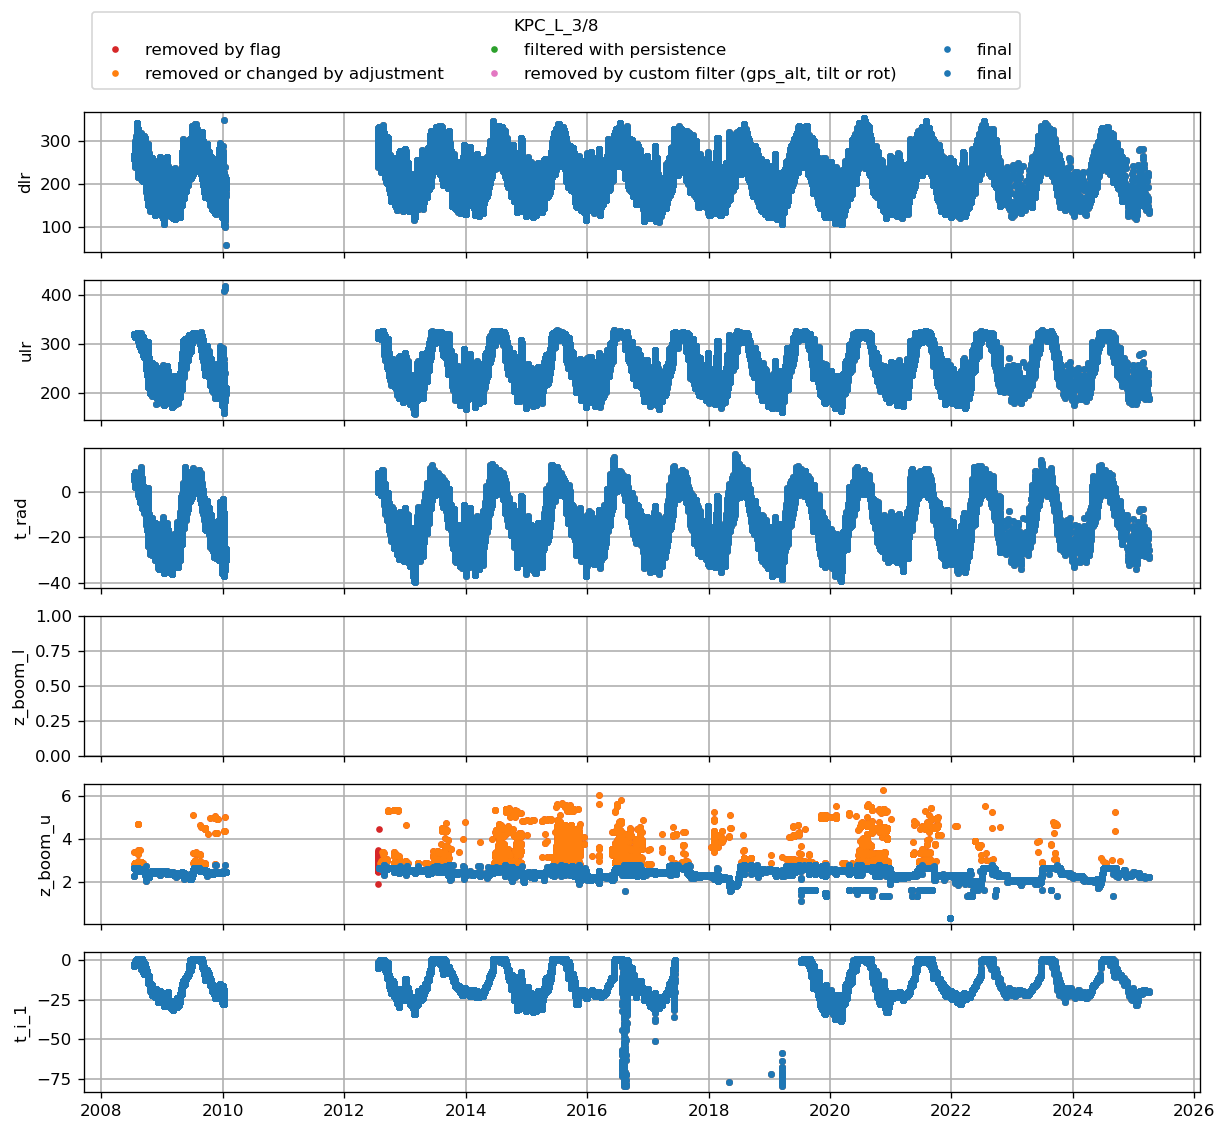 KPC_L_3/8
removed by flag
filtered with persistence
final
removed or changed by adjustment
removed by custom filter (gps_alt, tilt or rot)
final
300
200
100
dlr
400
300
200
ulr
0
−20
−40
t_rad
1.00
0.75
0.50
0.25
0.00
z_boom_l
6
4
2
z_boom_u
0
−25
−50
−75
t_i_1
2008 2010 2012 2014 2016 2018 2020 2022 2024 2026